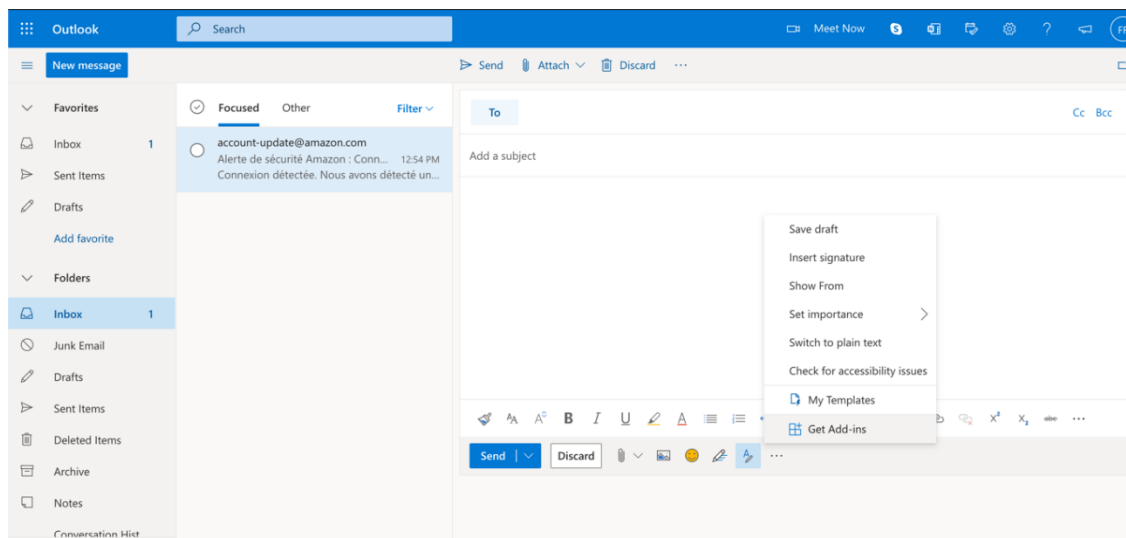 Outlook
Search
Meet Now
New message
Send
Attach
Discard
Favorites
Inbox 1
Sent Items
Drafts
Add favorite
Folders
Inbox 1
Junk Email
Drafts
Sent Items
Deleted Items
Archive
Notes
Conversation Hist
Focused Other Filter
account-update@amazon.com
Alerte de sécurité Amazon : Conn... 12:54 PM
Connexion détectée. Nous avons détecté un...
To
Cc Bcc
Add a subject
Save draft
Insert signature
Show From
Set importance
Switch to plain text
Check for accessibility issues
My Templates
Get Add-ins
Send Discard